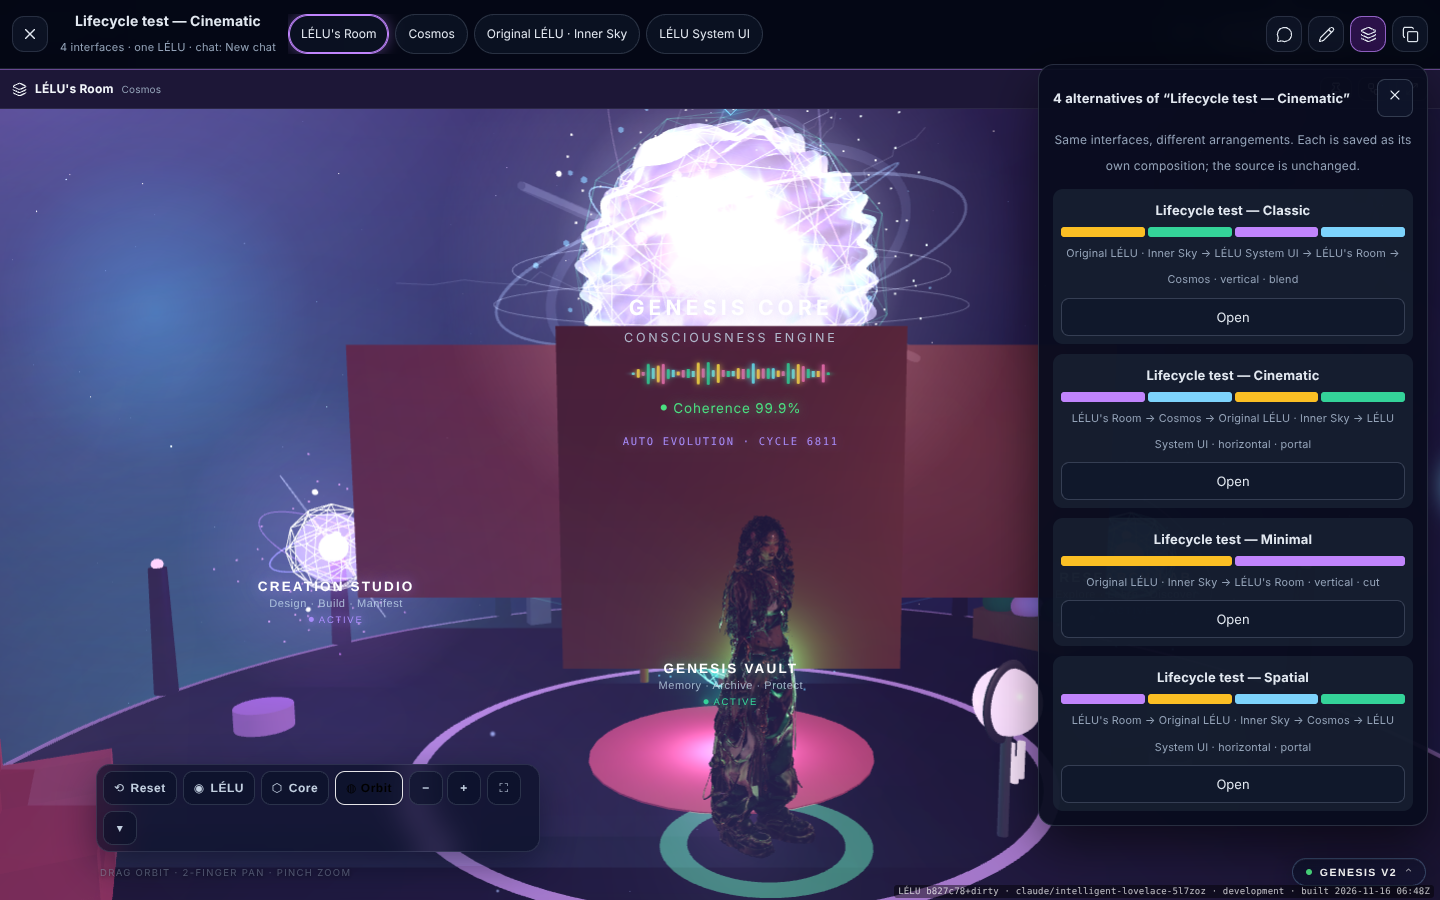 Lifecycle test — Cinematic
4 interfaces · one LÉLU · chat: New chat
LÉLU's Room
Cosmos
Original LÉLU · Inner Sky
LÉLU System UI
LÉLU's Room Cosmos
4 alternatives of “Lifecycle test — Cinematic”
Same interfaces, different arrangements. Each is saved as its
own composition; the source is unchanged.
Lifecycle test — Classic
Original LÉLU · Inner Sky → LÉLU System UI → LÉLU's Room →
Cosmos · vertical · blend
Open
Lifecycle test — Cinematic
LÉLU's Room → Cosmos → Original LÉLU · Inner Sky → LÉLU
System UI · horizontal · portal
Open
Lifecycle test — Minimal
Original LÉLU · Inner Sky → LÉLU's Room · vertical · cut
Open
Lifecycle test — Spatial
LÉLU's Room → Original LÉLU · Inner Sky → Cosmos → LÉLU
System UI · horizontal · portal
Open
GENESIS CORE
CONSCIOUSNESS ENGINE
Coherence 99.9%
AUTO EVOLUTION · CYCLE 6811
CREATION STUDIO
Design · Build · Manifest
ACTIVE
GENESIS VAULT
Memory · Archive · Protect
ACTIVE
Reset
LÉLU
Core
Orbit
−
+
DRAG ORBIT · 2-FINGER PAN · PINCH ZOOM
GENESIS V2
LÉLU b827c78+dirty · claude/intelligent-lovelace-5l7zoz · development · built 2026-11-16 06:48Z